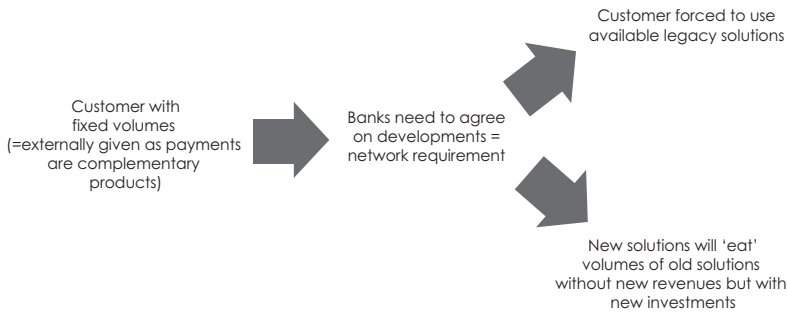 Customer with
fixed volumes
(=externally given as payments
are complementary
products)
Banks need to agree
on developments =
network requirement
Customer forced to use
available legacy solutions
New solutions will ‘eat’
volumes of old solutions
without new revenues but with
new investments